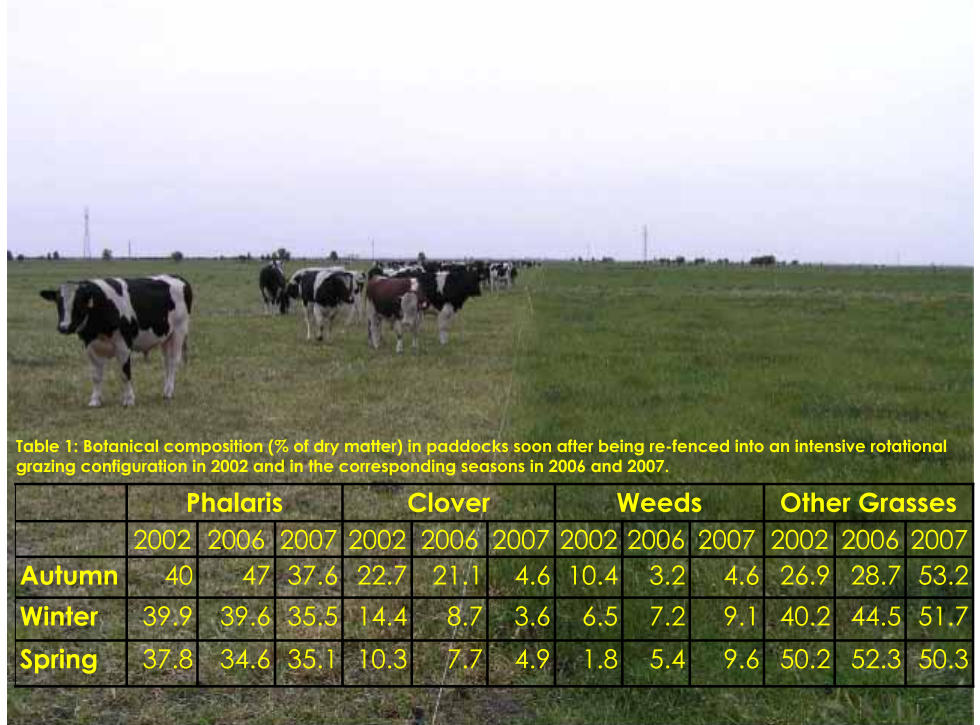 Table 1: Botanical composition (% of dry matter) in paddocks soon after being re-fenced into an intensive rotational
grazing configuration in 2002 and in the corresponding seasons in 2006 and 2007.
Phalaris Clover Weeds Other Grasses
2002 2006 2007 2002 2006 2007 2002 2006 2007 2002 2006 2007
Autumn 40 47 37.6 22.7 21.1 4.6 10.4 3.2 4.6 26.9 28.7 53.2
Winter 39.9 39.6 35.5 14.4 8.7 3.6 6.5 7.2 9.1 40.2 44.5 51.7
Spring 37.8 34.6 35.1 10.3 7.7 4.9 1.8 5.4 9.6 50.2 52.3 50.3